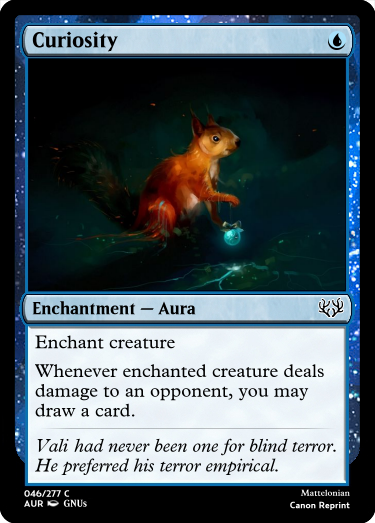 Curiosity
Enchantment — Aura
Enchant creature
Whenever enchanted creature deals
damage to an opponent, you may
draw a card.
Vali had never been one for blind terror.
He preferred his terror empirical.
046/277 C
Mattelonian
AUR GNUs
Canon Reprint